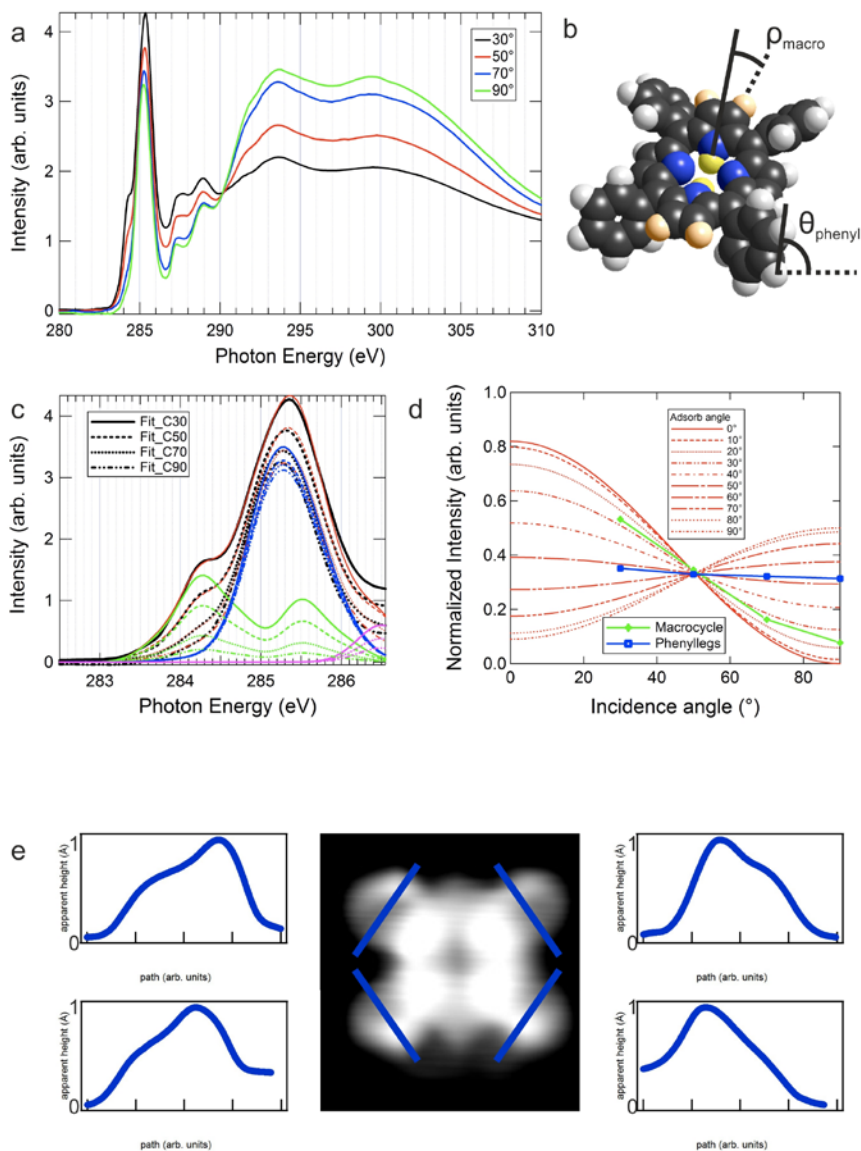 a
Intensity (arb. units)
4
3
2
1
0
280
285
290
295
300
305
310
Photon Energy (eV)
30°
50°
70°
90°
b
ρmacro
θphenyl
c
Intensity (arb. units)
4
3
2
1
0
283
284
285
286
Photon Energy (eV)
Fit_C30
Fit_C50
Fit_C70
Fit_C90
d
Normalized Intensity (arb. units)
1.0
0.8
0.6
0.4
0.2
0.0
0
20
40
60
80
Incidence angle (°)
Adsorb angle
0°
10°
20°
30°
40°
50°
60°
70°
80°
90°
Macrocycle
Phenyllegs
e
apparent height (Å)
1
0
path (arb. units)
apparent height (Å)
1
0
path (arb. units)
apparent height (Å)
1
0
path (arb. units)
apparent height (Å)
1
0
path (arb. units)